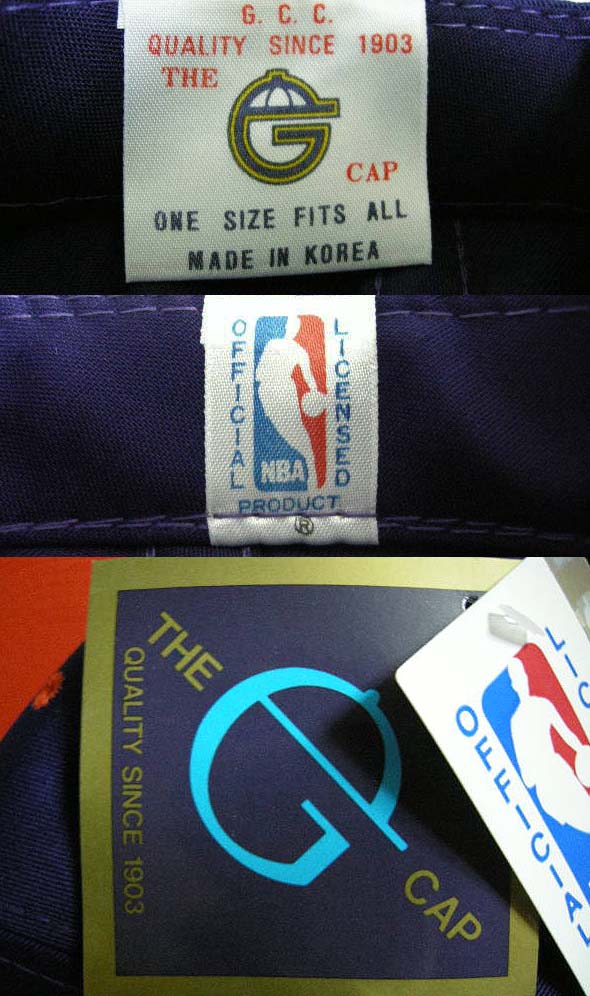 G. C. C.
QUALITY SINCE 1903
THE
G
CAP
ONE SIZE FITS ALL
MADE IN KOREA
OFFICIAL
LICENSED
NBA
PRODUCT
®
THE
G
CAP
QUALITY SINCE 1903
OFFICIAL